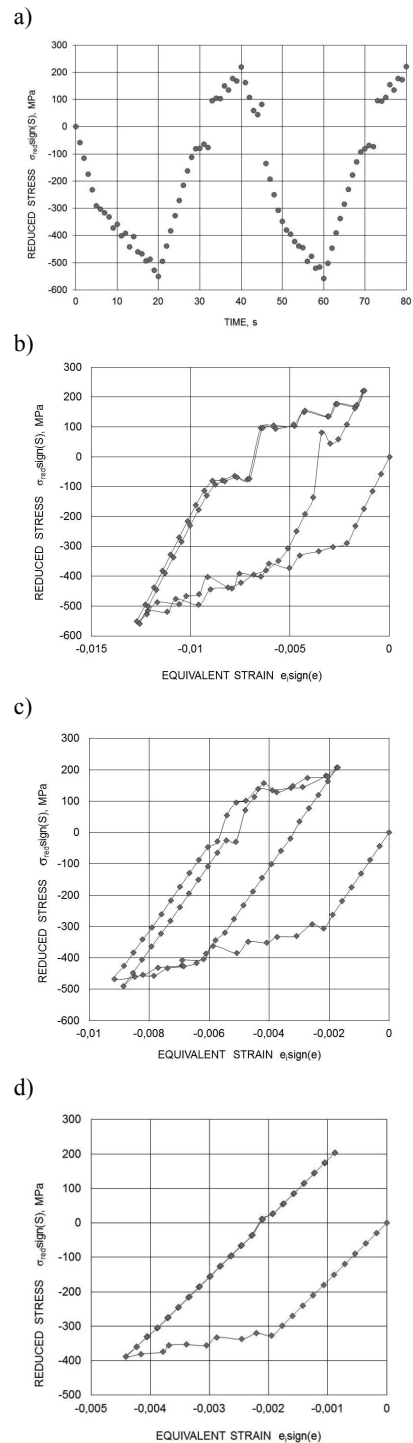 a)
300
200
100
0
-100
-200
-300
-400
-500
-600
0 10 20 30 40 50 60 70 80
TIME, s
REDUCED STRESS σredsign(S), MPa
b)
300
200
100
0
-100
-200
-300
-400
-500
-600
-0,015 -0,01 -0,005 0
EQUIVALENT STRAIN eisign(e)
REDUCED STRESS σredsign(S), MPa
c)
300
200
100
0
-100
-200
-300
-400
-500
-600
-0,01 -0,008 -0,006 -0,004 -0,002 0
EQUIVALENT STRAIN eisign(e)
REDUCED STRESS σredsign(S), MPa
d)
300
200
100
0
-100
-200
-300
-400
-500
-0,005 -0,004 -0,003 -0,002 -0,001 0
EQUIVALENT STRAIN eisign(e)
REDUCED STRESS σredsign(S), MPa